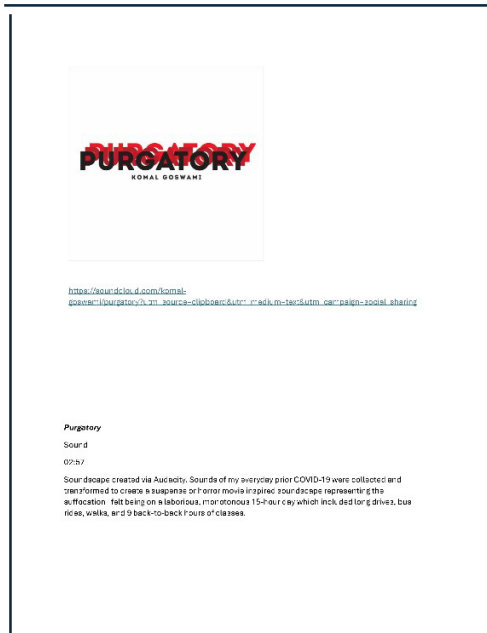 PURGATORY
KOMAL GOSWAMI
https://soundcloud.com/komal-
goswami/purgatory?utm_source=clipboard&utm_medium=text&utm_campaign=social_sharing
Purgatory
Sound
02:57
Soundscape created via Audacity. Sounds of my everyday prior COVID-19 were collected and
transformed to create a suspense or horror movie inspired soundscape representing the
suffocation I felt being on a laborious, monotonous 15-hour day which included long drives, bus
rides, walks, and 9 back-to-back hours of classes.